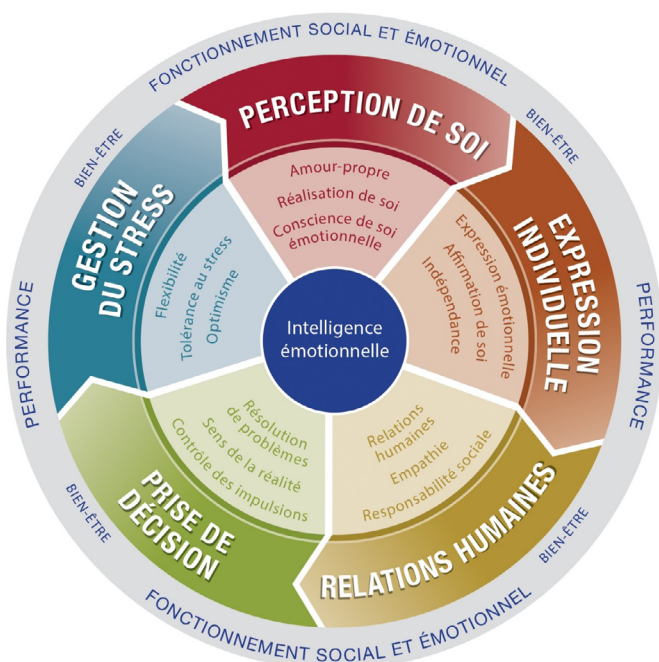 FONCTIONNEMENT SOCIAL ET ÉMOTIONNEL
BIEN-ÊTRE
BIEN-ÊTRE
PERCEPTION DE SOI
Amour-propre
Réalisation de soi
Conscience de soi
émotionnelle
EXPRESSION
INDIVIDUELLE
Expression émotionnelle
Affirmation de soi
Indépendance
PERFORMANCE
GESTION
DU STRESS
Flexibilité
Tolérance au stress
Optimisme
PERFORMANCE
Intelligence
émotionnelle
Relations
humaines
Empathie
Responsabilité sociale
RELATIONS HUMAINES
BIEN-ÊTRE
Résolution
de problèmes
Sens de la réalité
Contrôle des impulsions
PRISE DE
DÉCISION
BIEN-ÊTRE
FONCTIONNEMENT SOCIAL ET ÉMOTIONNEL